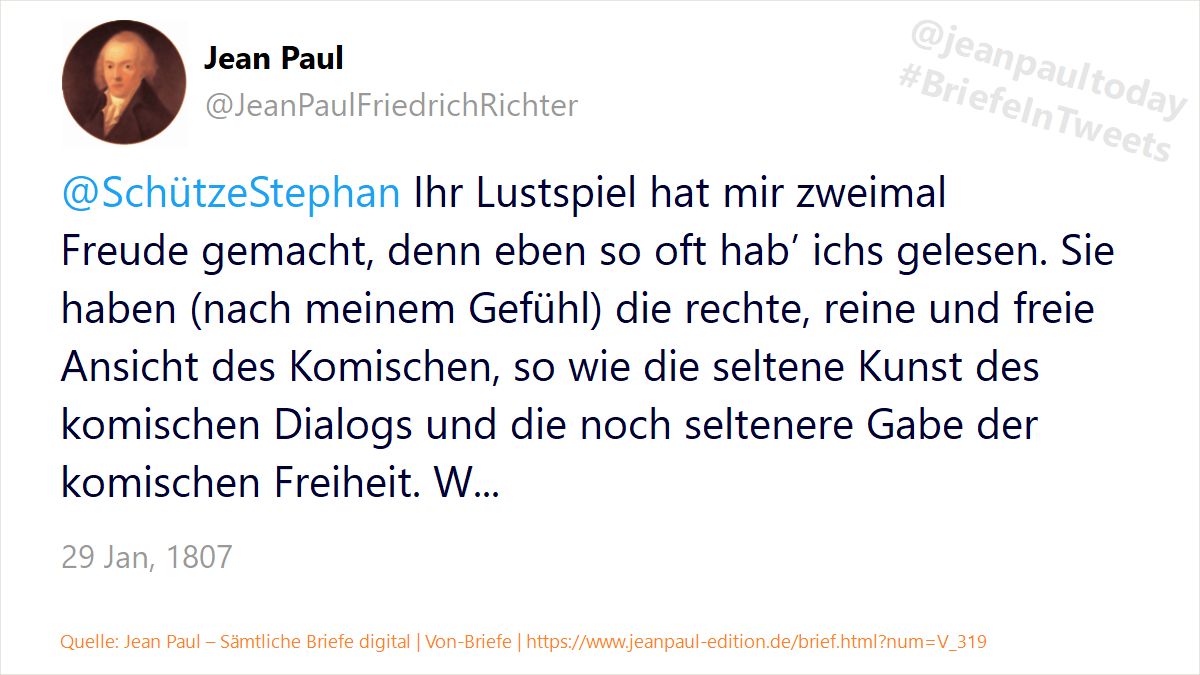 Jean Paul
@JeanPaulFriedrichRichter
@jeanpaultoday
#BriefeInTweets
@SchützeStephan Ihr Lustspiel hat mir zweimal
Freude gemacht, denn eben so oft hab’ ichs gelesen. Sie
haben (nach meinem Gefühl) die rechte, reine und freie
Ansicht des Komischen, so wie die seltene Kunst des
komischen Dialogs und die noch seltenere Gabe der
komischen Freiheit. W...
29 Jan, 1807
Quelle: Jean Paul – Sämtliche Briefe digital | Von-Briefe | https://www.jeanpaul-edition.de/brief.html?num=V_319